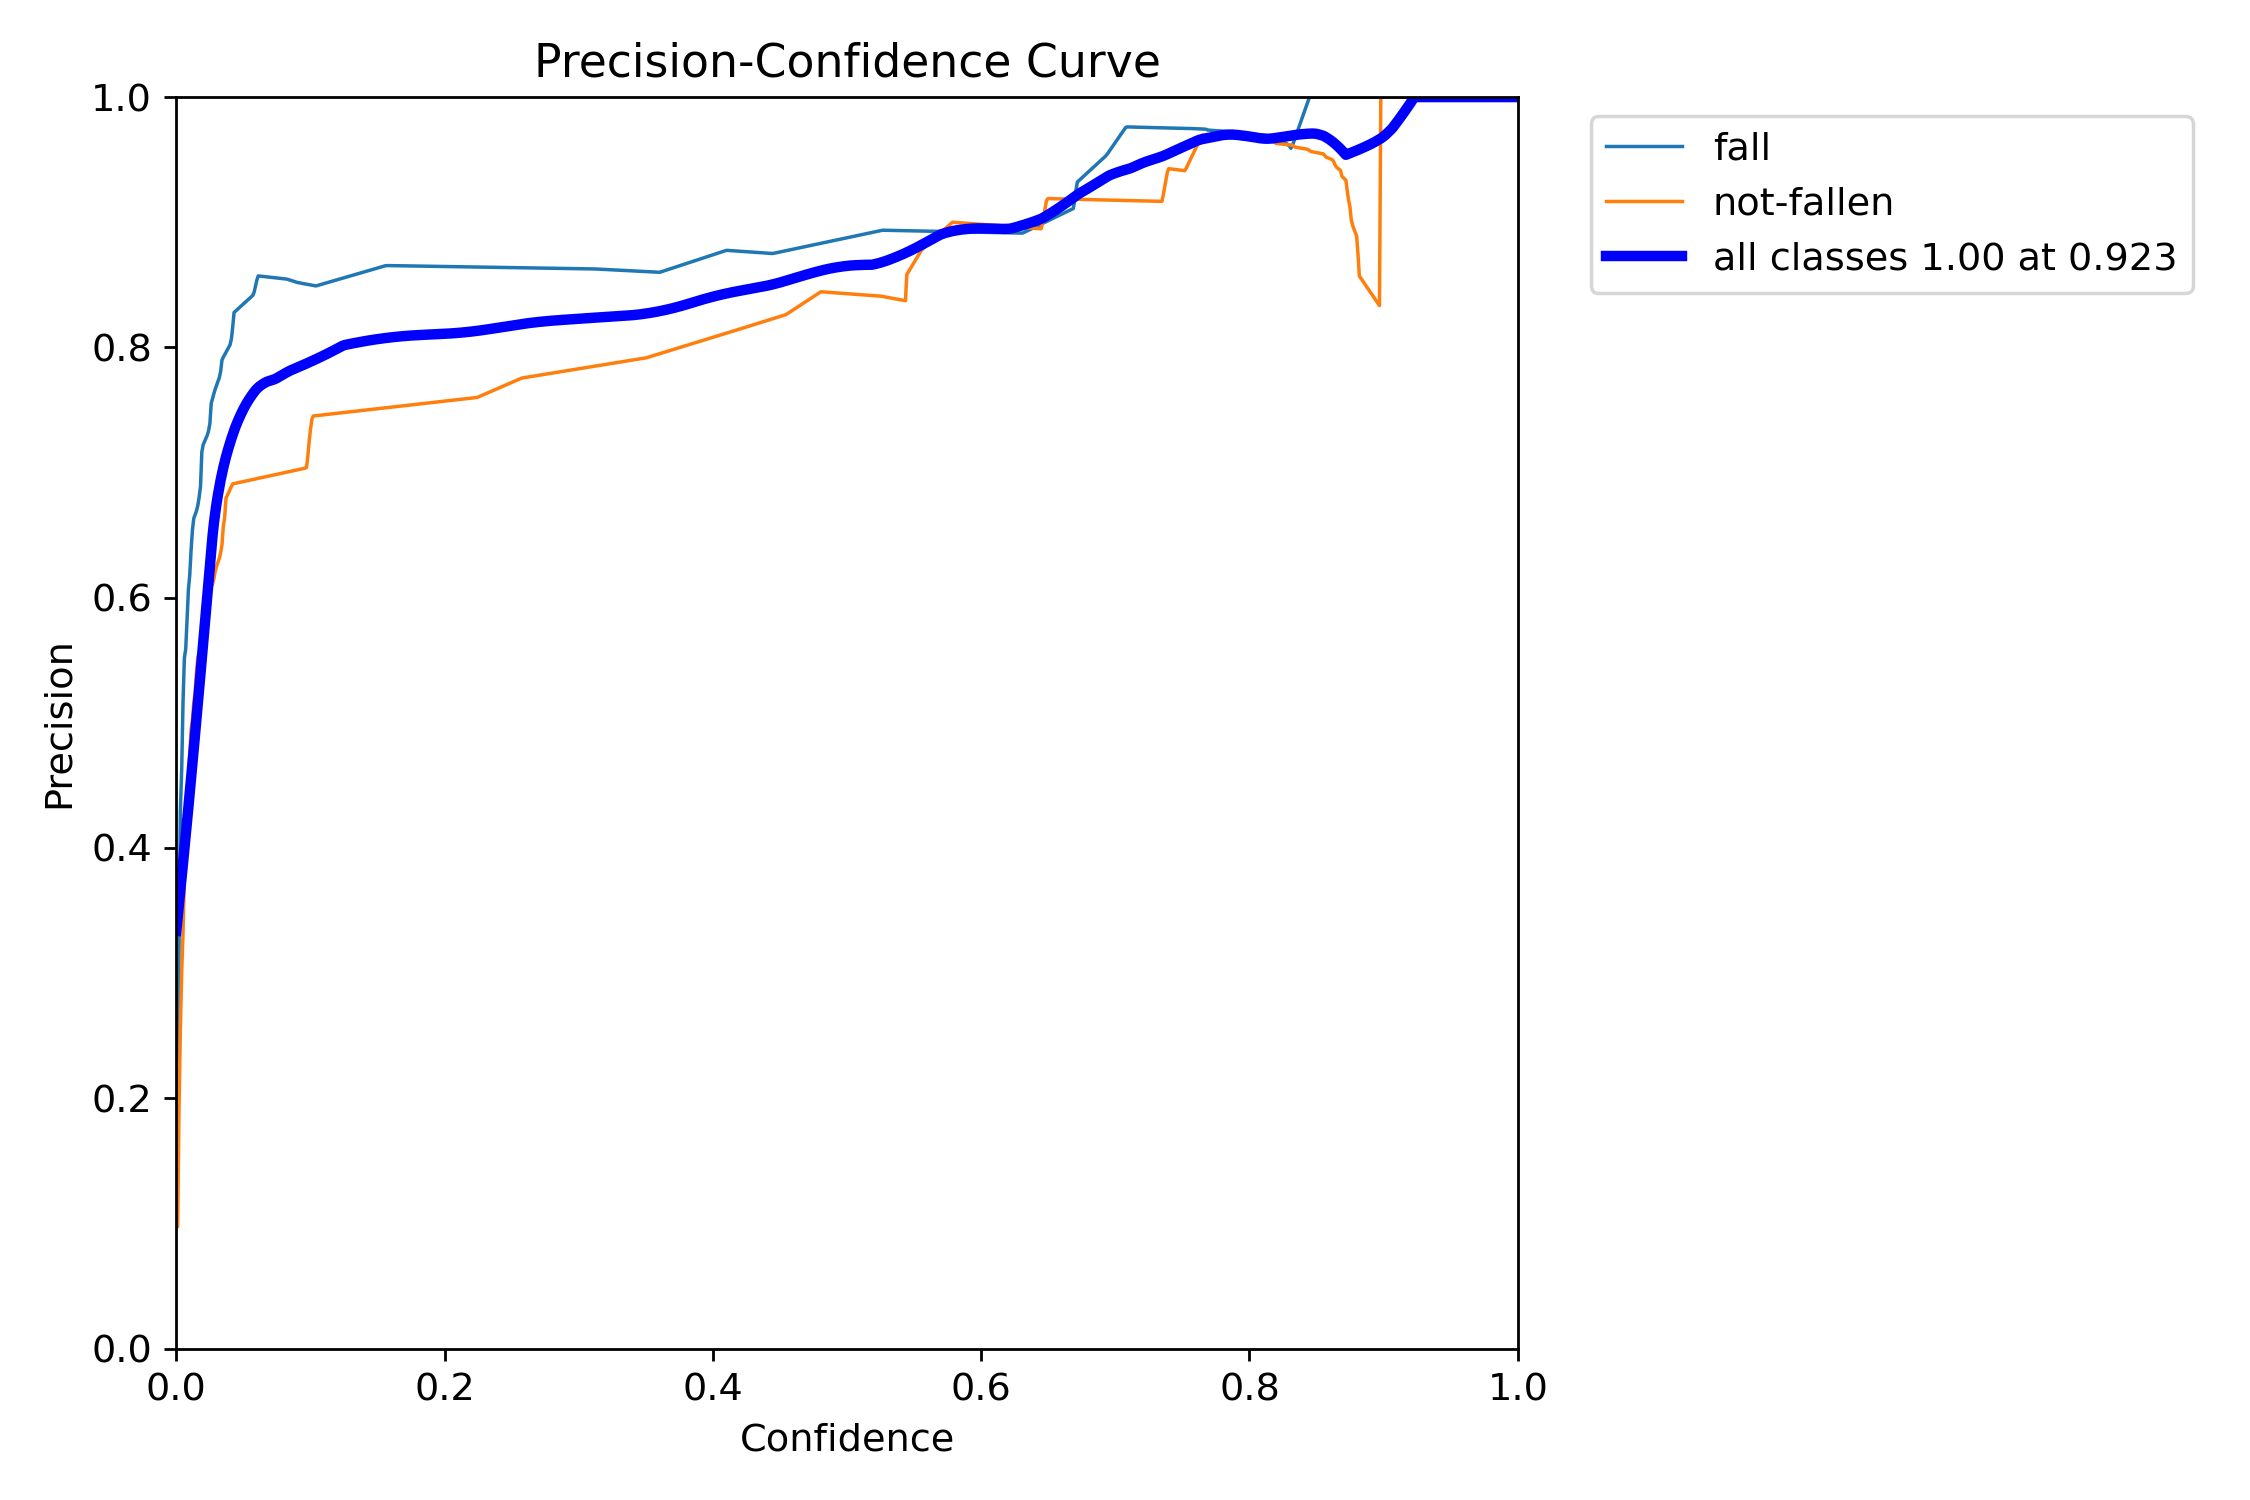 Precision-Confidence Curve
1.0
0.8
0.6
0.4
0.2
0.0
Precision
0.0 0.2 0.4 0.6 0.8 1.0
Confidence
fall
not-fallen
all classes 1.00 at 0.923